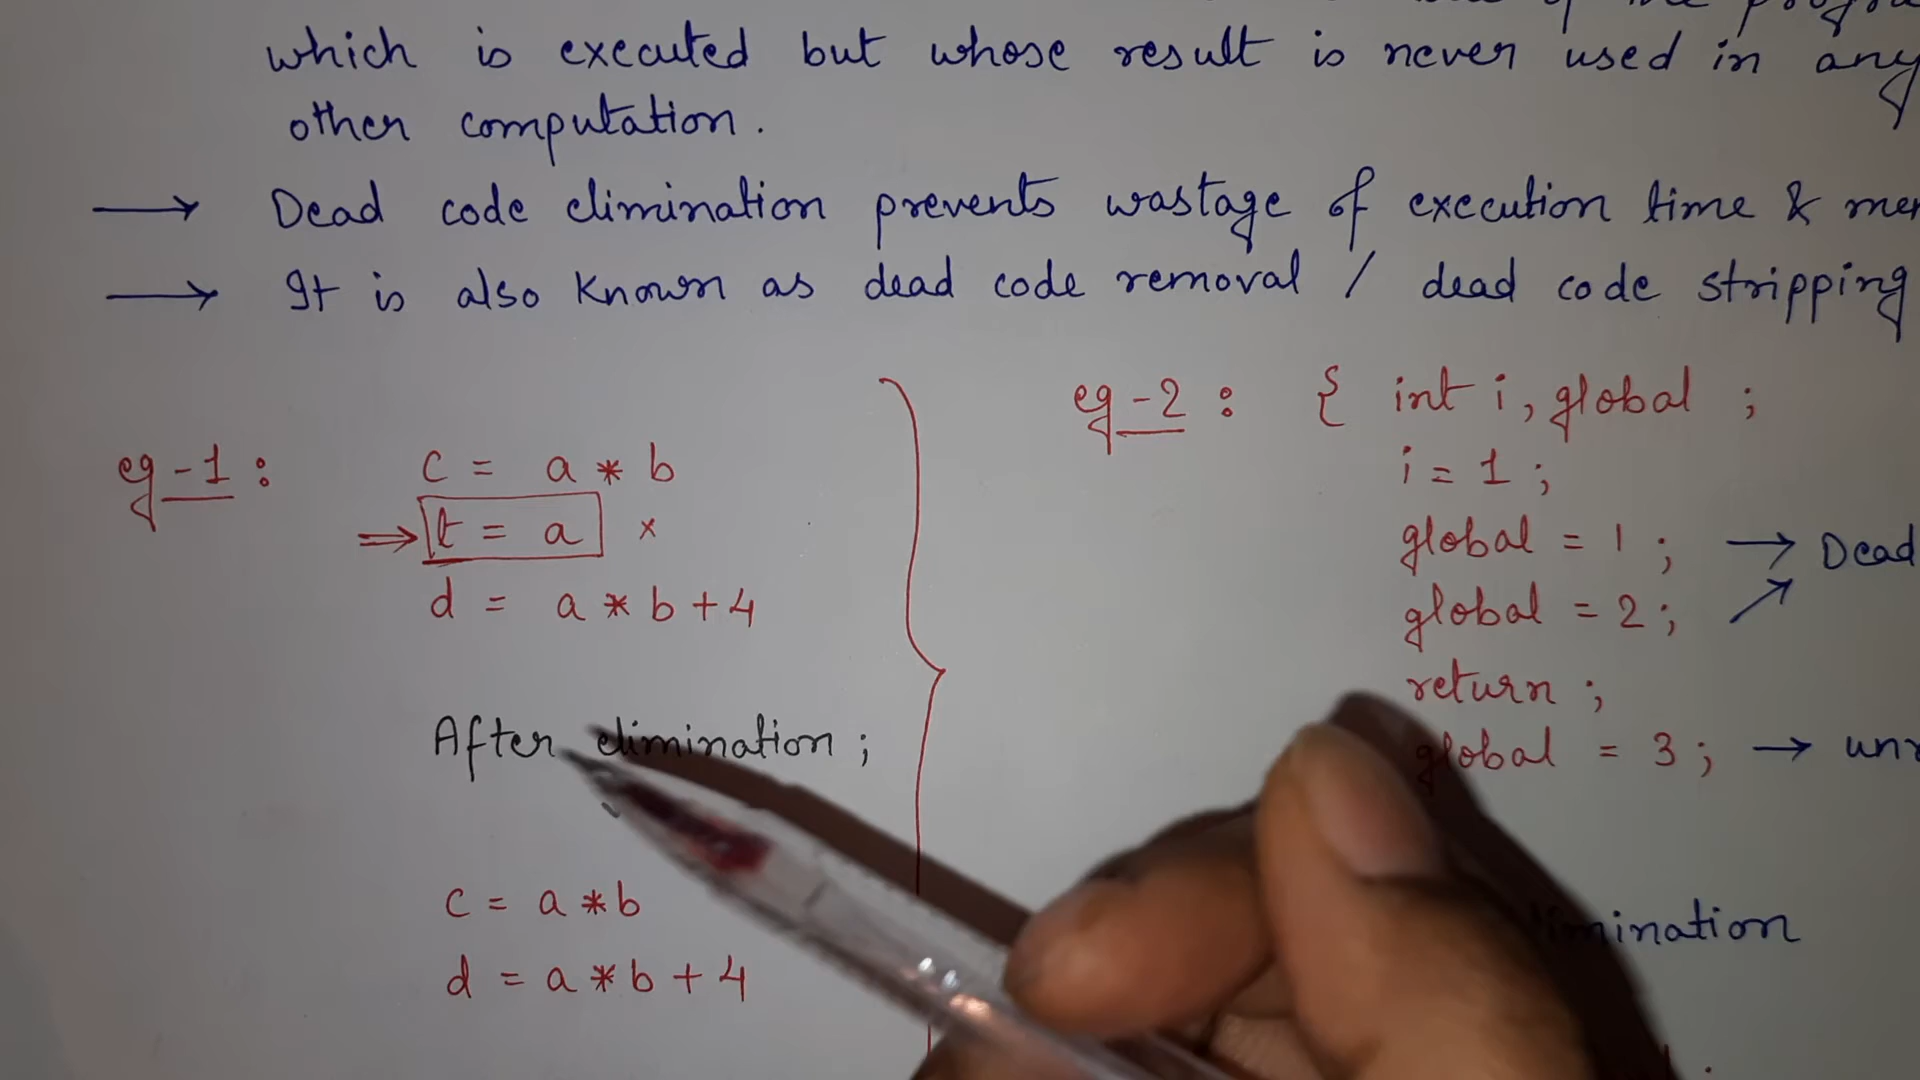 which is executed but whose result is never used in any
other computation.
→ Dead code elimination prevents wastage of execution time &
→ It is also known as dead code removal / dead code stripping
eg-1 :
c = a * b
⇒ t = a ×
d = a * b + 4
After elimination ;
c = a * b
d = a * b + 4
eg-2 : { int i, global ;
i = 1 ;
global = 1 ; → Dead
global = 2 ;
return ;
global = 3 ; →